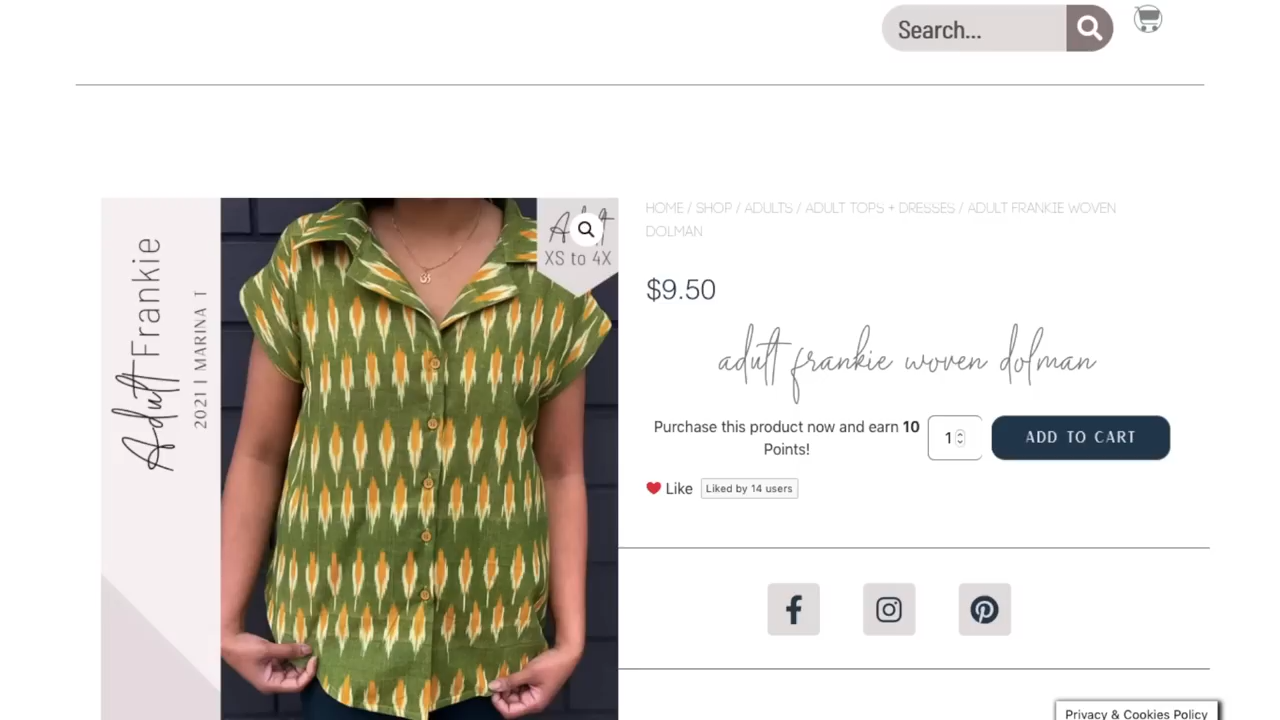 Search...
Adult Frankie
2021 | MARINA T
XS to 4X
HOME / SHOP / ADULTS / ADULT TOPS + DRESSES / ADULT FRANKIE WOVEN
DOLMAN
$9.50
adult frankie woven dolman
Purchase this product now and earn 10
Points!
1
ADD TO CART
Like
Liked by 14 users
Privacy & Cookies Policy